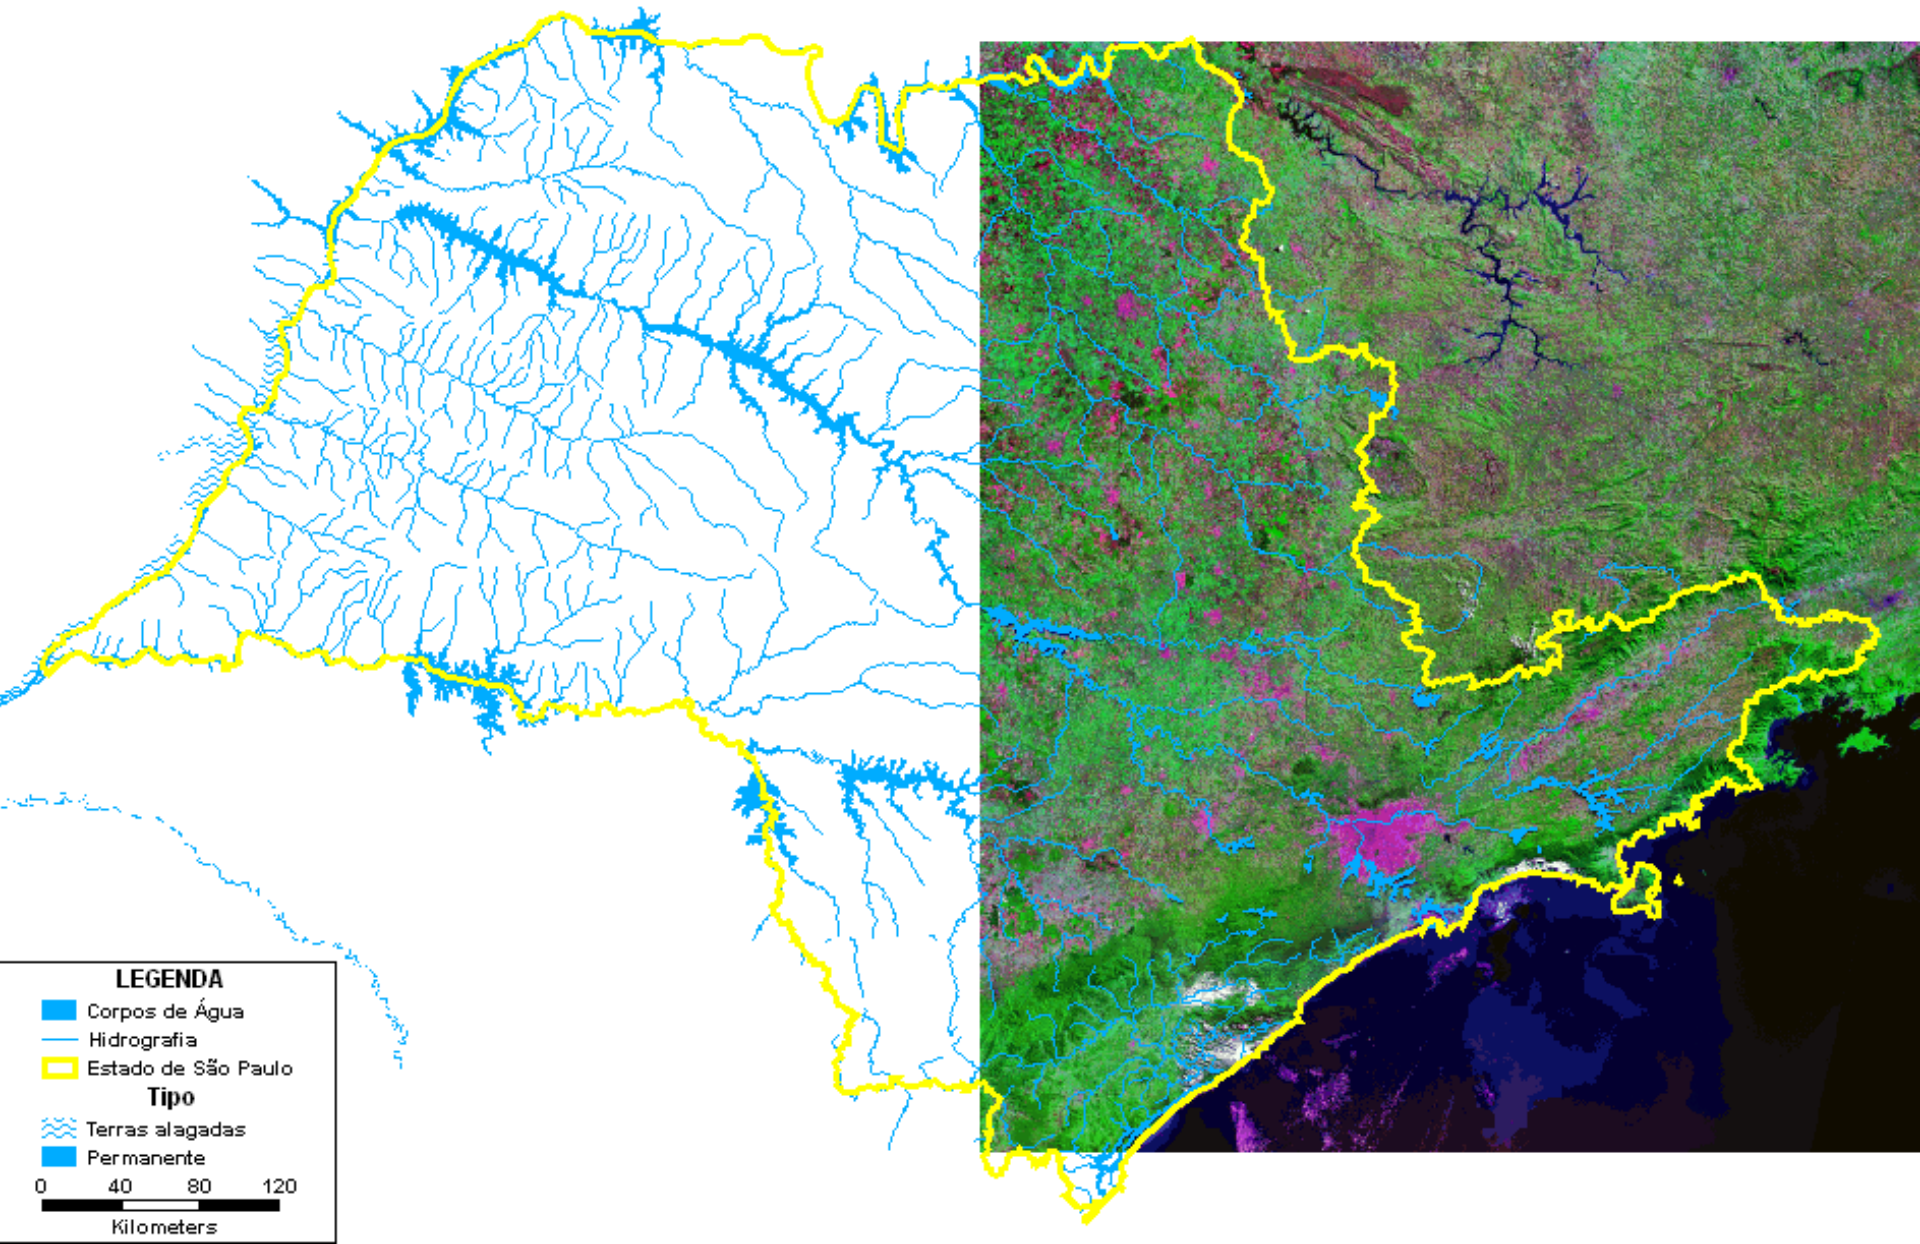 LEGENDA
Corpos de Água
Hidrografia
Estado de São Paulo
Tipo
Terras alagadas
Permanente
0 40 80 120
Kilometers